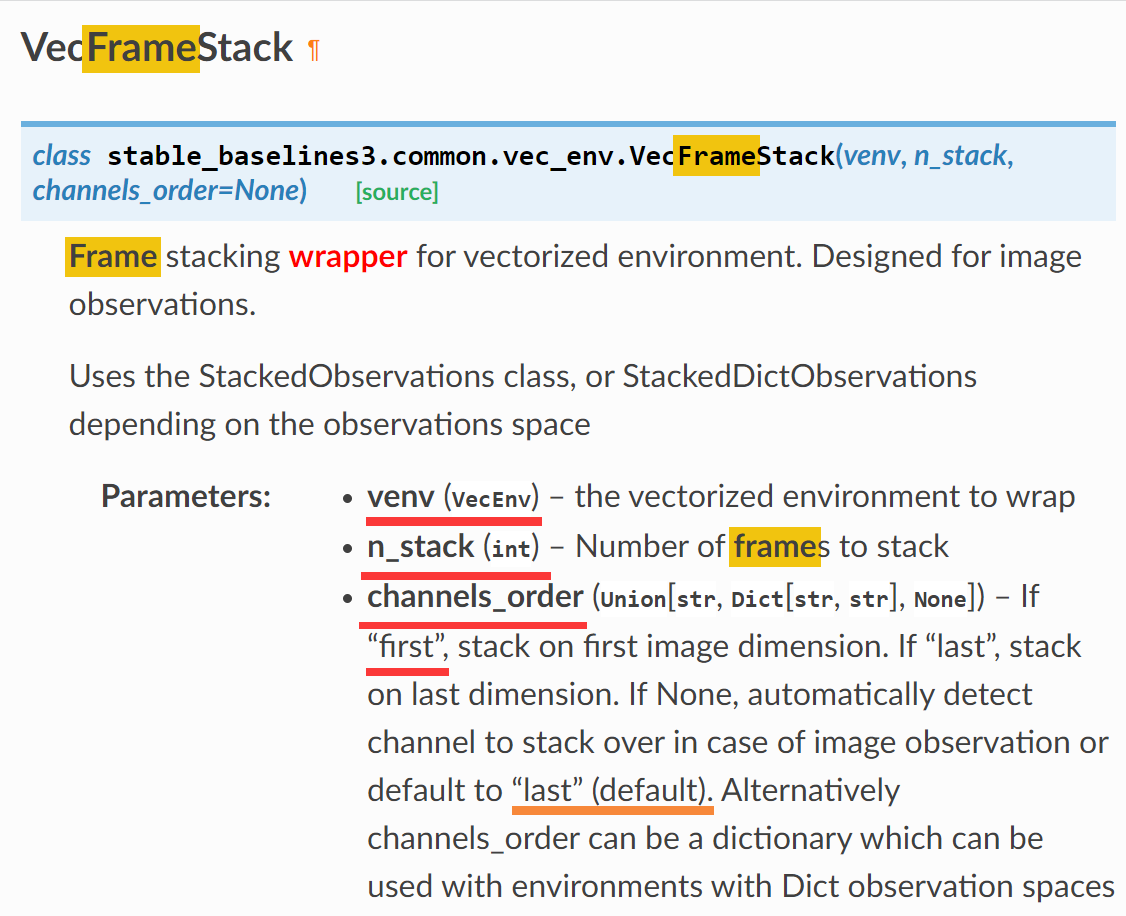 VecFrameStack ¶
class stable_baselines3.common.vec_env.VecFrameStack(venv, n_stack,
channels_order=None) [source]
Frame stacking wrapper for vectorized environment. Designed for image
observations.
Uses the StackedObservations class, or StackedDictObservations
depending on the observations space
Parameters:
• venv (VecEnv) – the vectorized environment to wrap
• n_stack (int) – Number of frames to stack
• channels_order (Union[str, Dict[str, str], None]) – If
“first”, stack on first image dimension. If “last”, stack
on last dimension. If None, automatically detect
channel to stack over in case of image observation or
default to “last” (default). Alternatively
channels_order can be a dictionary which can be
used with environments with Dict observation spaces